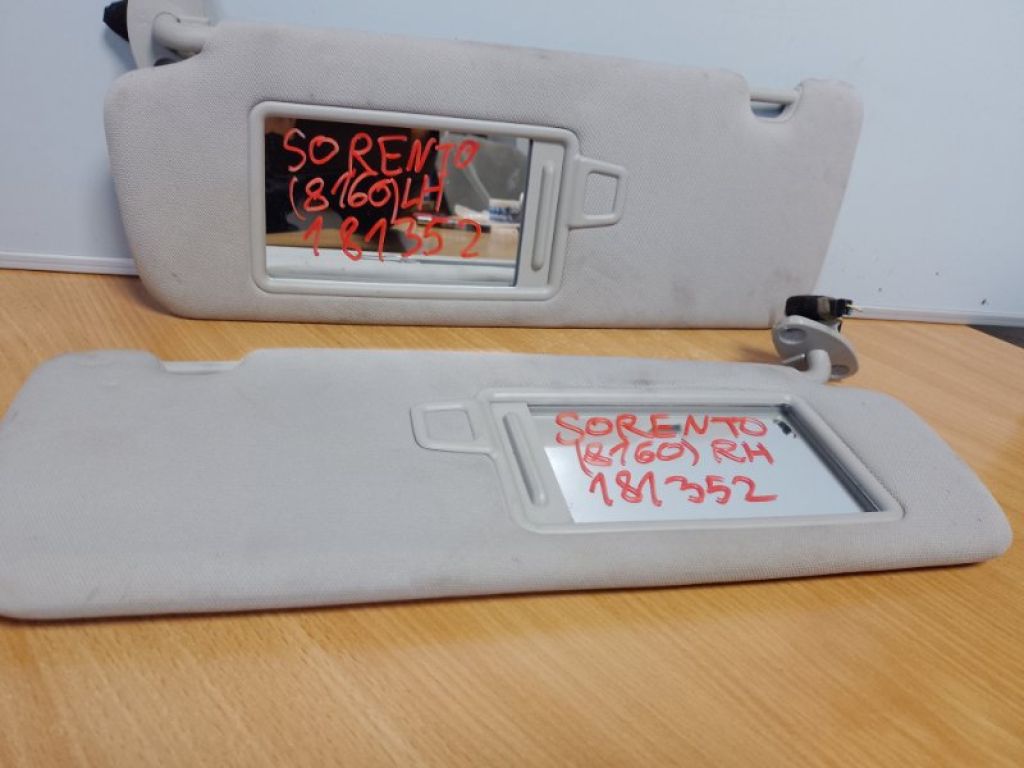 SORENTO
(8160)LH
181352
SORENTO
(8160) RH
181352